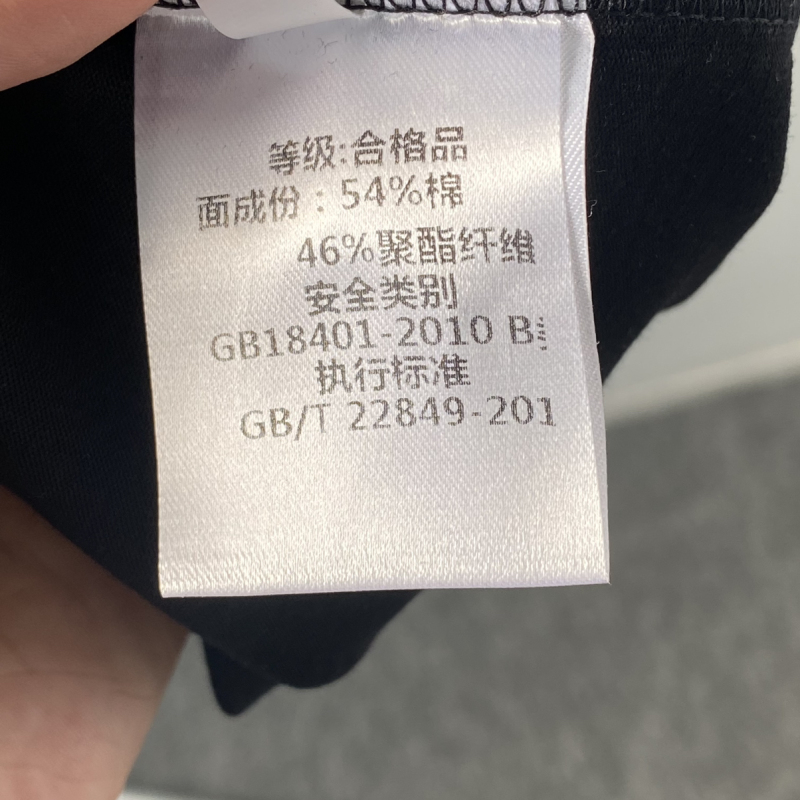 等级:合格品
面成份：54%棉
46%聚酯纤维
安全类别
GB18401-2010 B
执行标准
GB/T 22849-201